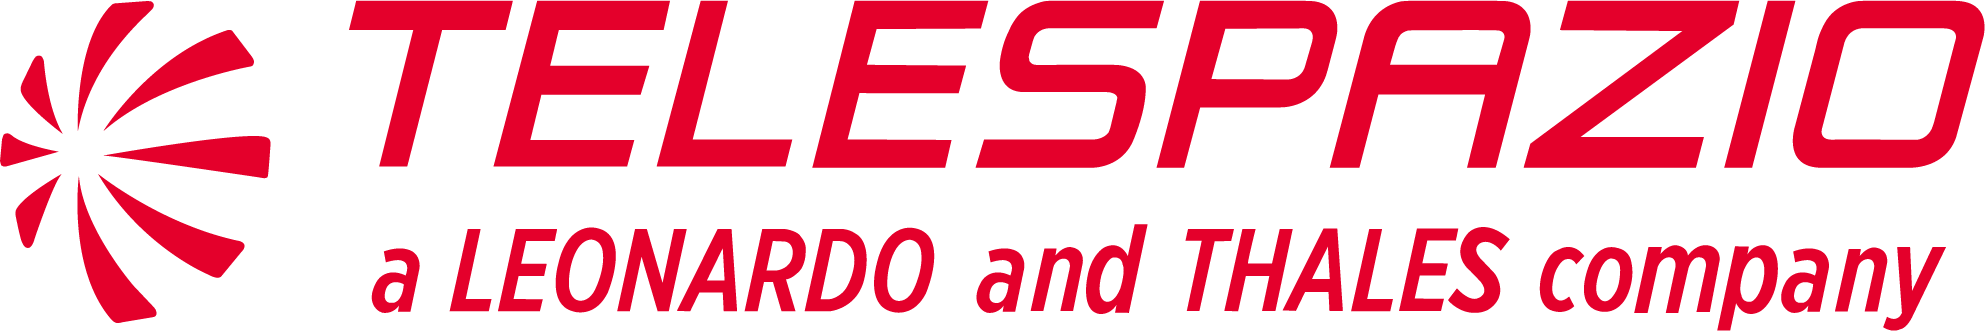 TELESPAZIO
a LEONARDO and THALES company